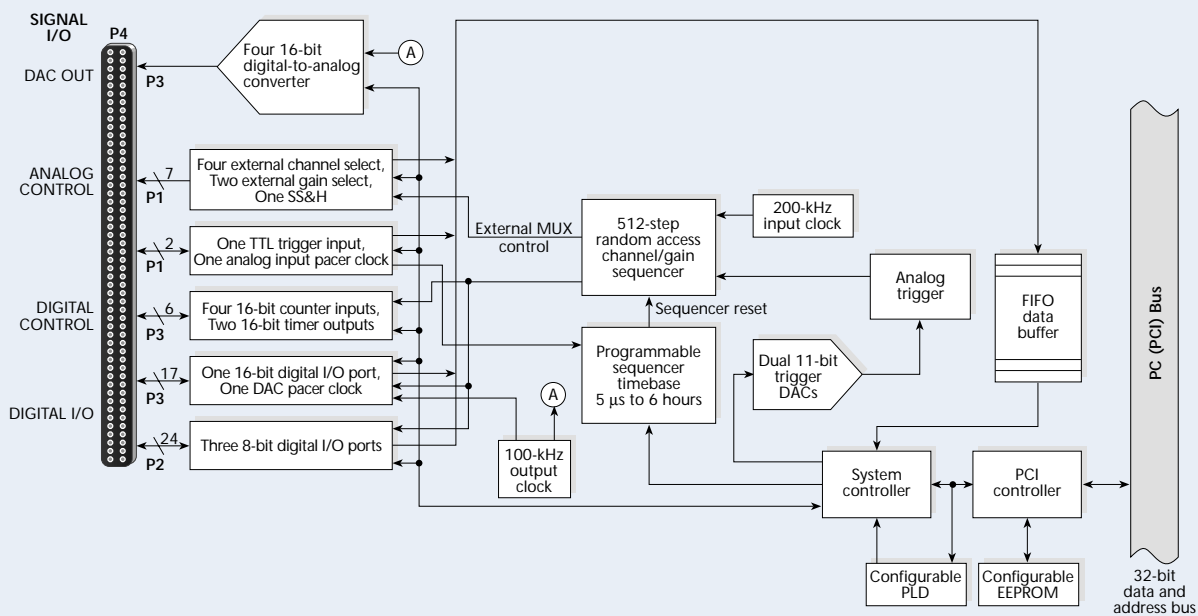 SIGNAL
I/O
P4
DAC OUT
P3
Four 16-bit
digital-to-analog
converter
A
ANALOG
CONTROL
7
P1
Four external channel select,
Two external gain select,
One SS&H
2
P1
One TTL trigger input,
One analog input pacer clock
DIGITAL
CONTROL
6
P3
Four 16-bit counter inputs,
Two 16-bit timer outputs
17
P3
One 16-bit digital I/O port,
One DAC pacer clock
DIGITAL I/O
24
P2
Three 8-bit digital I/O ports
External MUX
control
512-step
random access
channel/gain
sequencer
200-kHz
input clock
Sequencer reset
Programmable
sequencer
timebase
5 µs to 6 hours
A
100-kHz
output
clock
Analog
trigger
Dual 11-bit
trigger
DACs
FIFO
data
buffer
System
controller
PCI
controller
Configurable
PLD
Configurable
EEPROM
PC (PCI) Bus
32-bit
data and
address bus